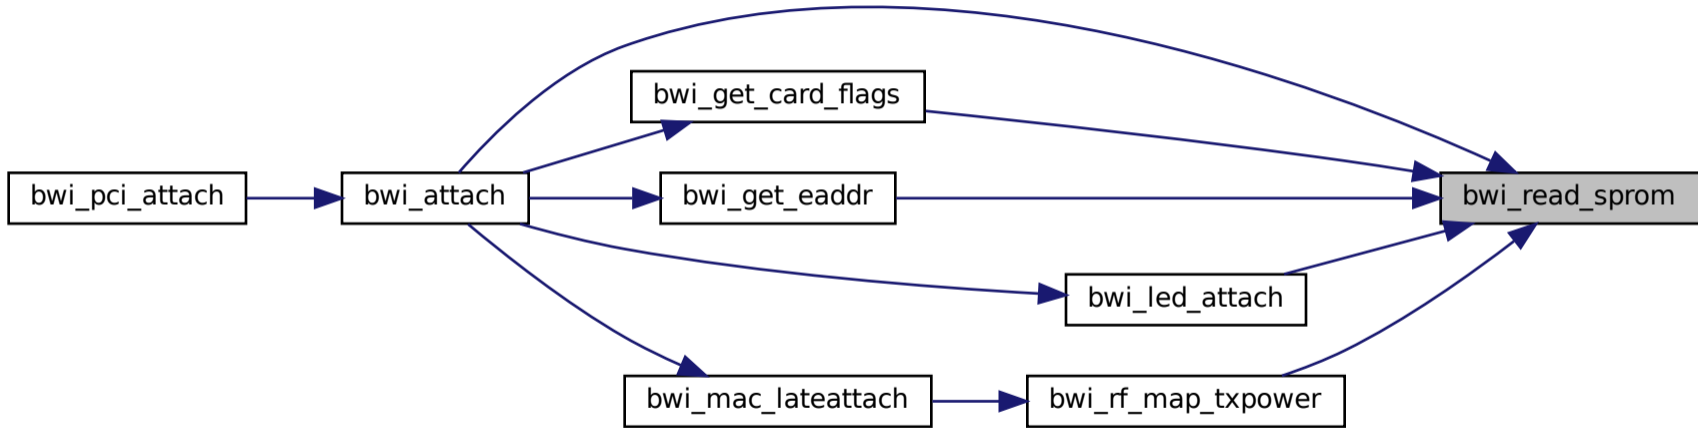 bwi_get_card_flags
bwi_pci_attach
bwi_attach
bwi_get_eaddr
bwi_read_sprom
bwi_led_attach
bwi_mac_lateattach
bwi_rf_map_txpower